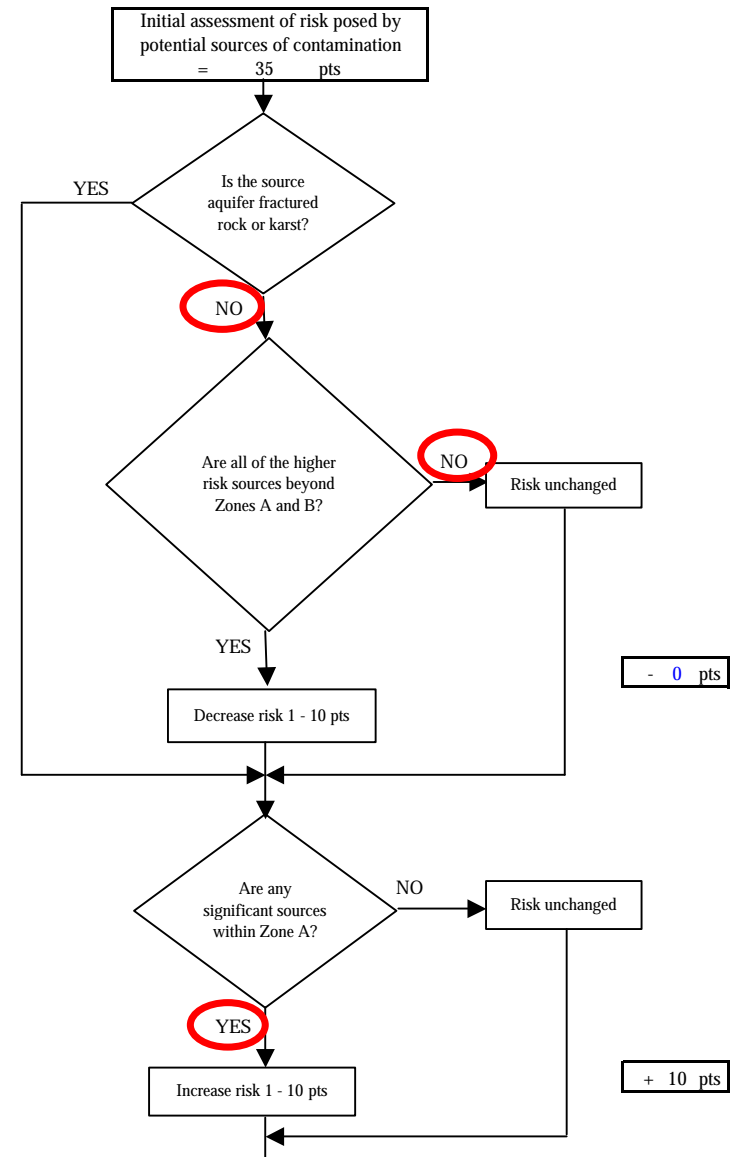 Initial assessment of risk posed by
potential sources of contamination
= 35 pts
Is the source
aquifer fractured
rock or karst?
YES
NO
Are all of the higher
risk sources beyond
Zones A and B?
NO
Risk unchanged
YES
- 0 pts
Decrease risk 1 - 10 pts
Are any
significant sources
within Zone A?
NO
Risk unchanged
YES
Increase risk 1 - 10 pts
+ 10 pts